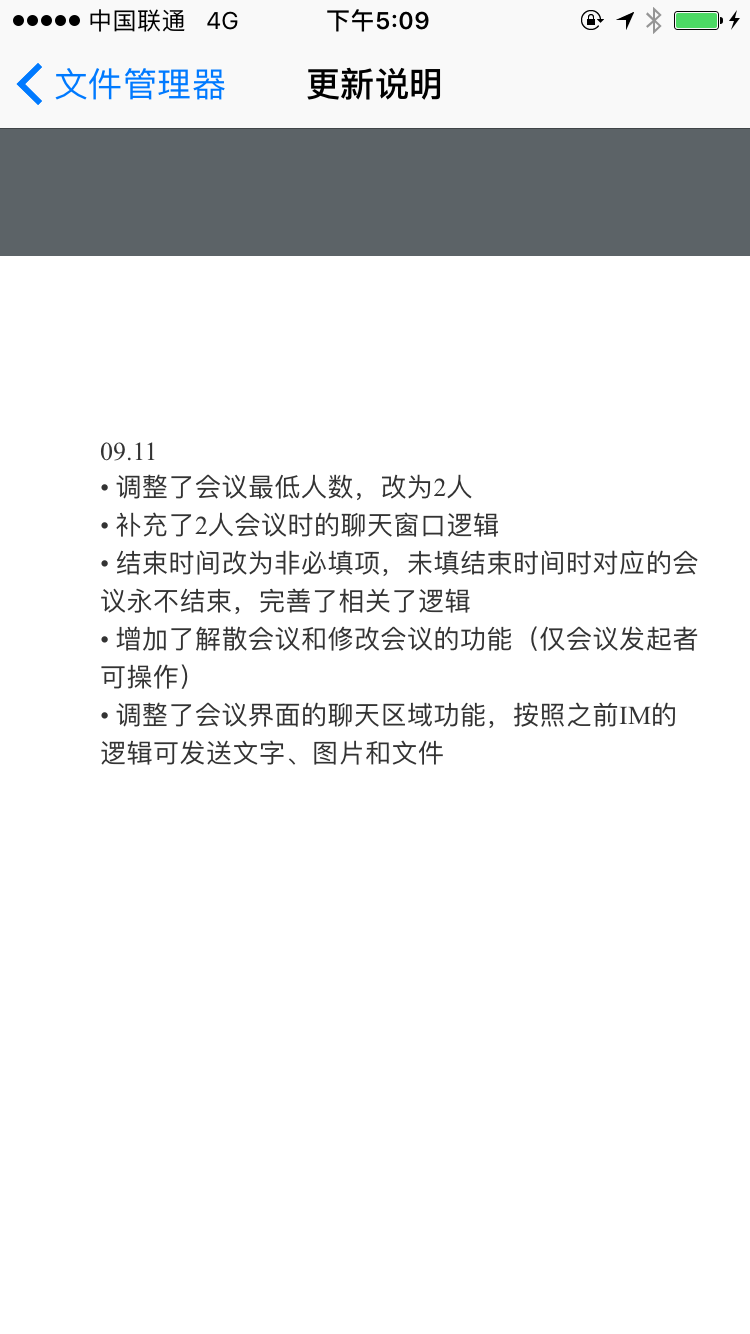 中国联通 4G 下午5:09
文件管理器 更新说明
09.11
• 调整了会议最低人数，改为2人
• 补充了2人会议时的聊天窗口逻辑
• 结束时间改为非必填项，未填结束时间时对应的会
议永不结束，完善了相关了逻辑
• 增加了解散会议和修改会议的功能（仅会议发起者
可操作）
• 调整了会议界面的聊天区域功能，按照之前IM的
逻辑可发送文字、图片和文件